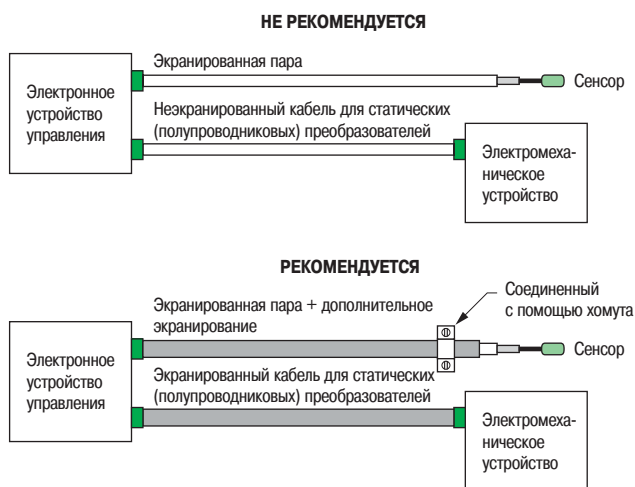 НЕ РЕКОМЕНДУЕТСЯ
Экранированная пара
Сенсор
Электронное
устройство
управления
Неэкранированный кабель для статических
(полупроводниковых) преобразователей
Электромеха-
ническое
устройство
РЕКОМЕНДУЕТСЯ
Соединенный
с помощью хомута
Экранированная пара + дополнительное
экранирование
Сенсор
Электронное
устройство
управления
Экранированный кабель для статических
(полупроводниковых) преобразователей
Электромеха-
ническое
устройство